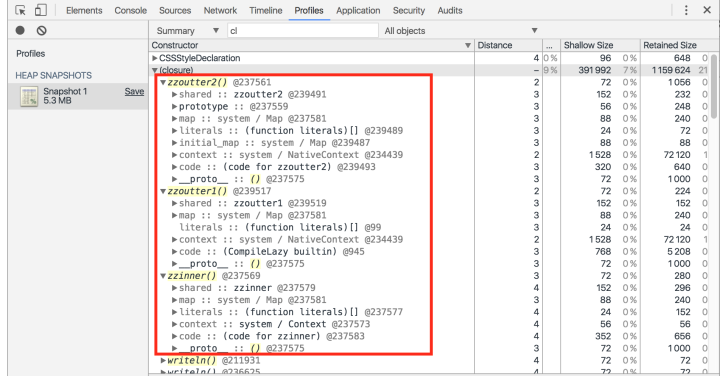 Elements Console Sources Network Timeline Profiles Application Security Audits
Summary ▼ cl All objects ▼
Profiles
HEAP SNAPSHOTS
Snapshot 1 Save
5.3 MB
Constructor ▼ Distance ... Shallow Size Retained Size
▶CSSStyleDeclaration 4 0% 96 0% 648 0
▼(closure) – 9% 391 992 7% 1 159 624 21
▼zzoutter2() @237561 2 72 0% 1 056 0
▶shared :: zzoutter2 @239491 3 152 0% 232 0
▶prototype :: @237559 3 56 0% 248 0
▶map :: system / Map @237581 3 88 0% 240 0
▶literals :: (function literals)[] @239489 3 24 0% 72 0
▶initial_map :: system / Map @239487 3 88 0% 88 0
▶context :: system / NativeContext @234439 2 1 528 0% 72 120 1
▶code :: (code for zzoutter2) @239493 3 320 0% 640 0
▶__proto__ :: () @237575 3 72 0% 1 000 0
▼zzoutter1() @239517 2 72 0% 224 0
▶shared :: zzoutter1 @239519 3 152 0% 152 0
▶map :: system / Map @237581 3 88 0% 240 0
literals :: (function literals)[] @99 3 24 0% 24 0
▶context :: system / NativeContext @234439 2 1 528 0% 72 120 1
▶code :: (CompileLazy builtin) @945 3 768 0% 5 208 0
▶__proto__ :: () @237575 3 72 0% 1 000 0
▼zzinner() @237569 3 72 0% 280 0
▶shared :: zzinner @237579 4 152 0% 296 0
▶map :: system / Map @237581 3 88 0% 240 0
▶literals :: (function literals)[] @237577 4 24 0% 152 0
▶context :: system / Context @237573 4 56 0% 56 0
▶code :: (code for zzinner) @237583 4 352 0% 656 0
▶__proto__ :: () @237575 3 72 0% 1 000 0
▶writeln() @211931 4 72 0% 72 0
▶writeln() @236625 4 72 0% 72 0